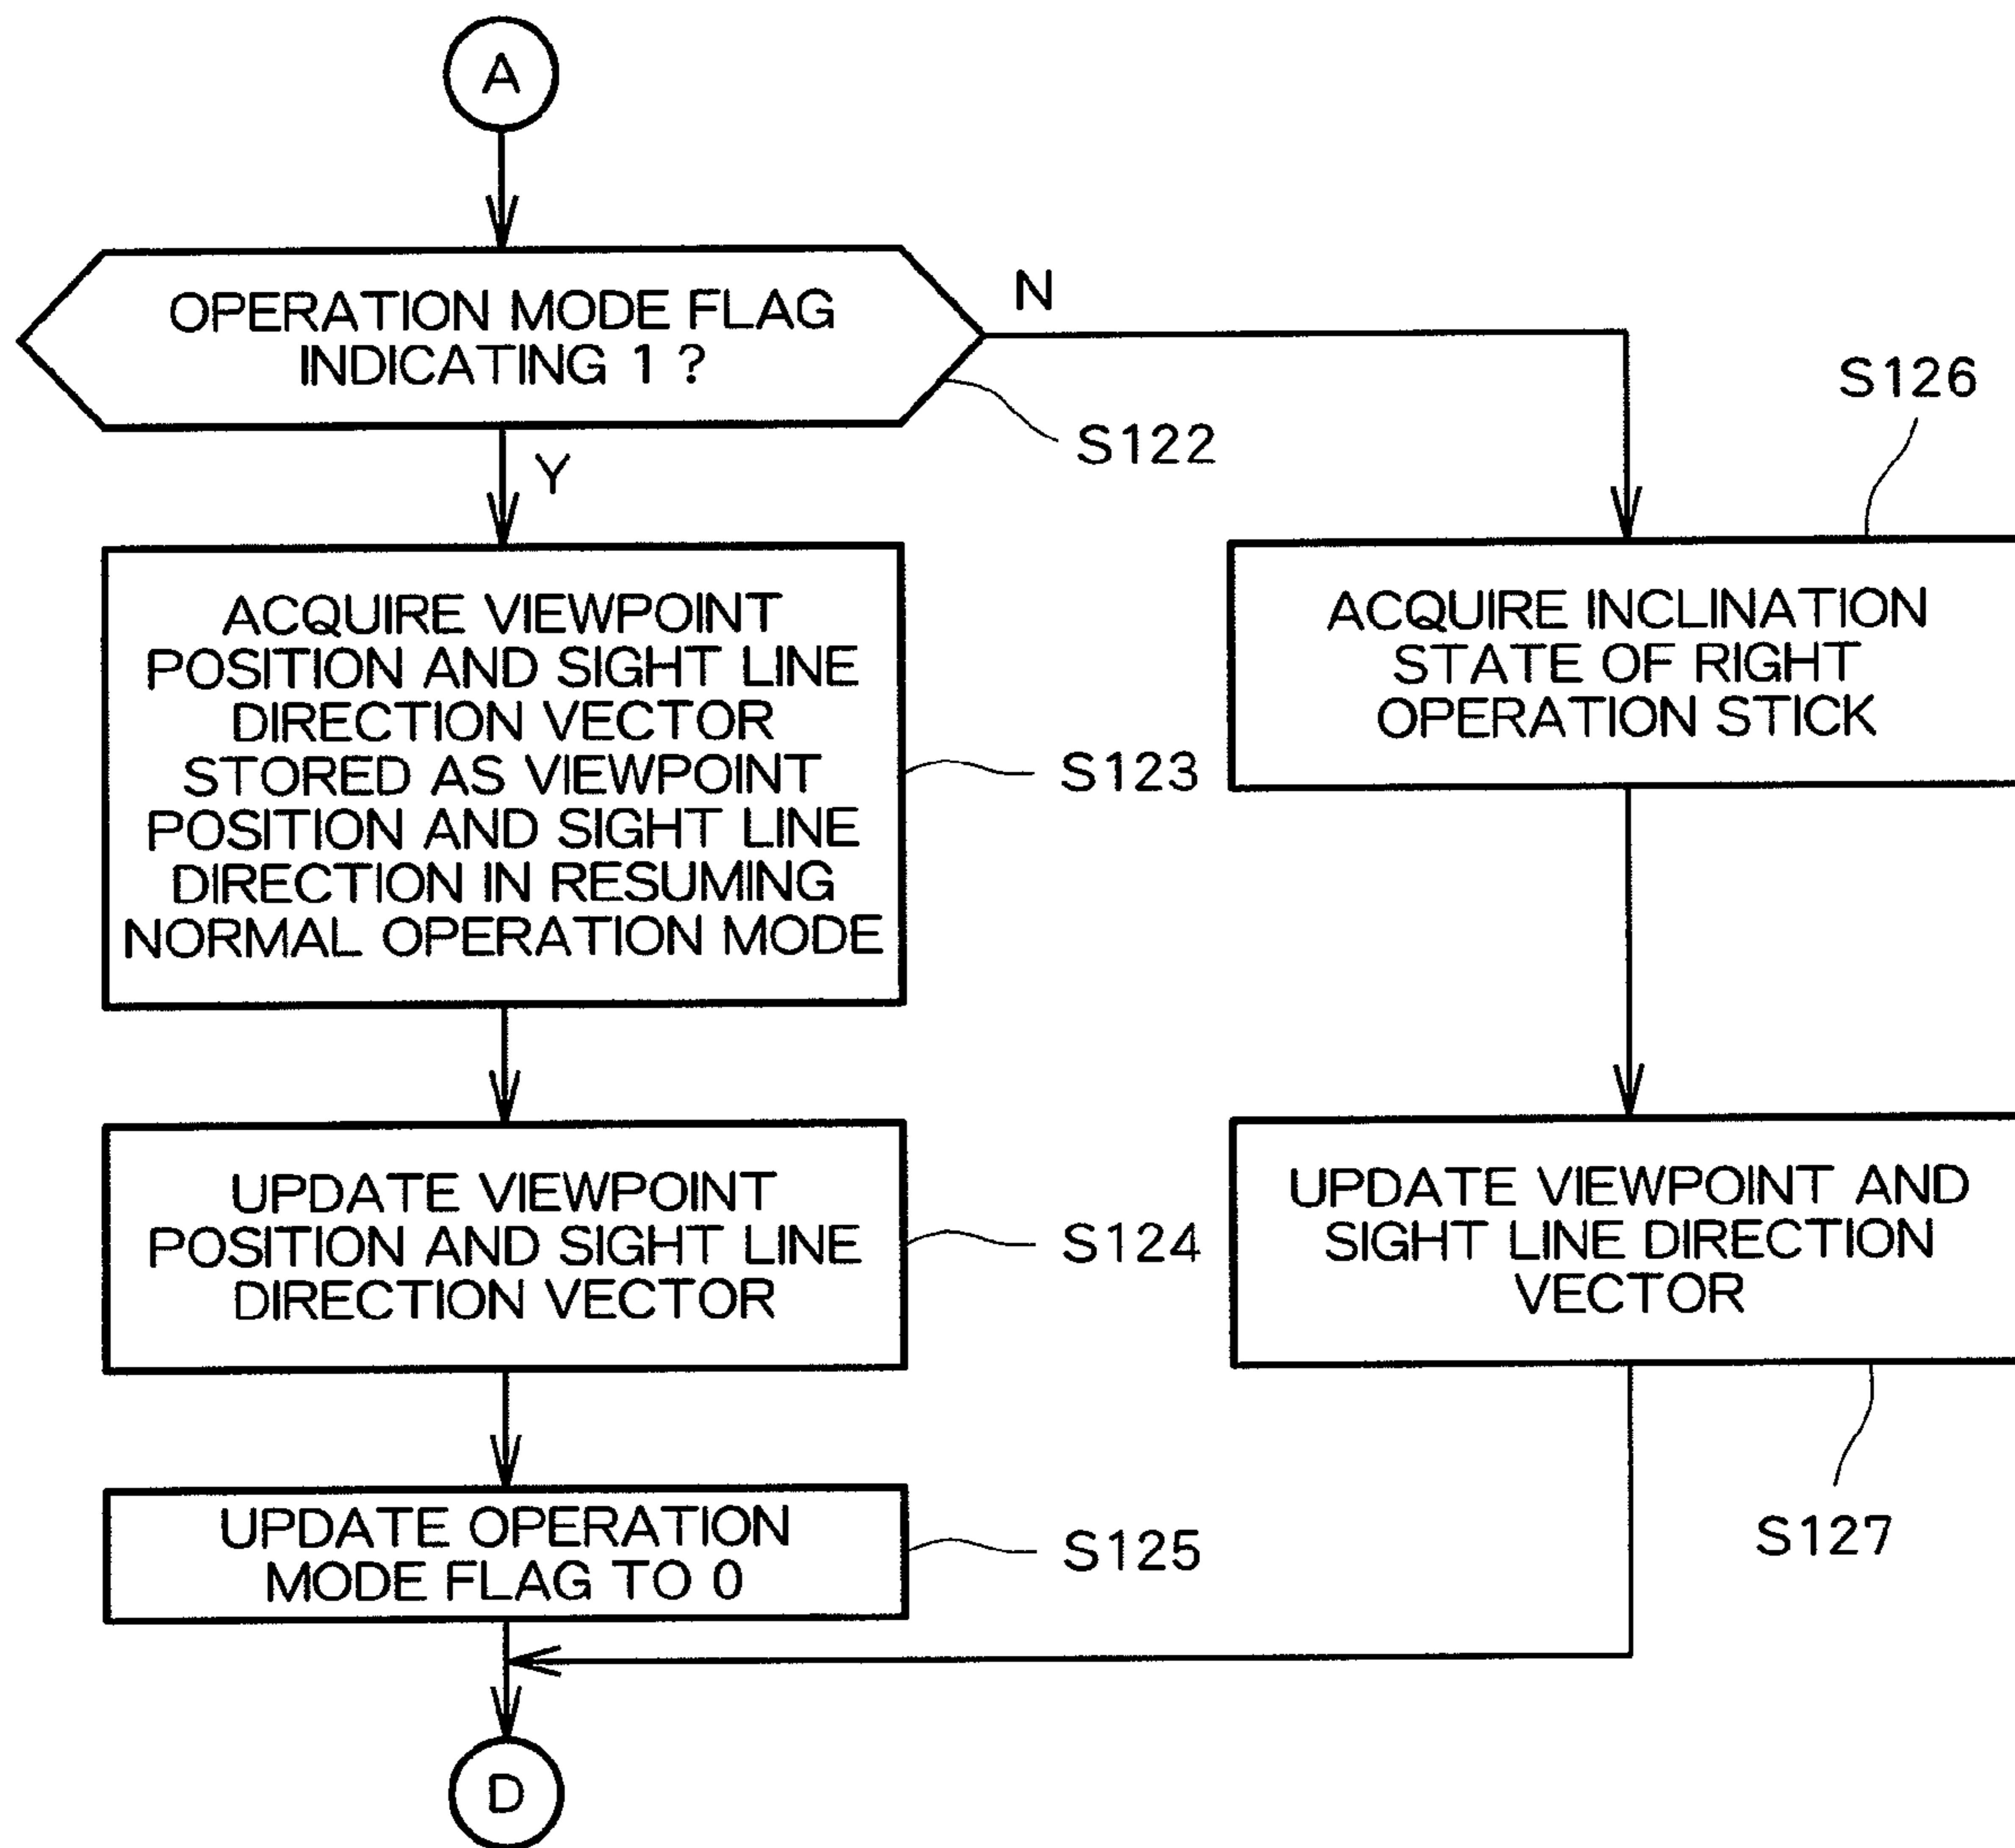 A
OPERATION MODE FLAG
INDICATING 1 ?
N
S122
Y
ACQUIRE VIEWPOINT
POSITION AND SIGHT LINE
DIRECTION VECTOR
STORED AS VIEWPOINT
POSITION AND SIGHT LINE
DIRECTION IN RESUMING
NORMAL OPERATION MODE
S123
UPDATE VIEWPOINT
POSITION AND SIGHT LINE
DIRECTION VECTOR
S124
UPDATE OPERATION
MODE FLAG TO 0
S125
S126
ACQUIRE INCLINATION
STATE OF RIGHT
OPERATION STICK
UPDATE VIEWPOINT AND
SIGHT LINE DIRECTION
VECTOR
S127
D